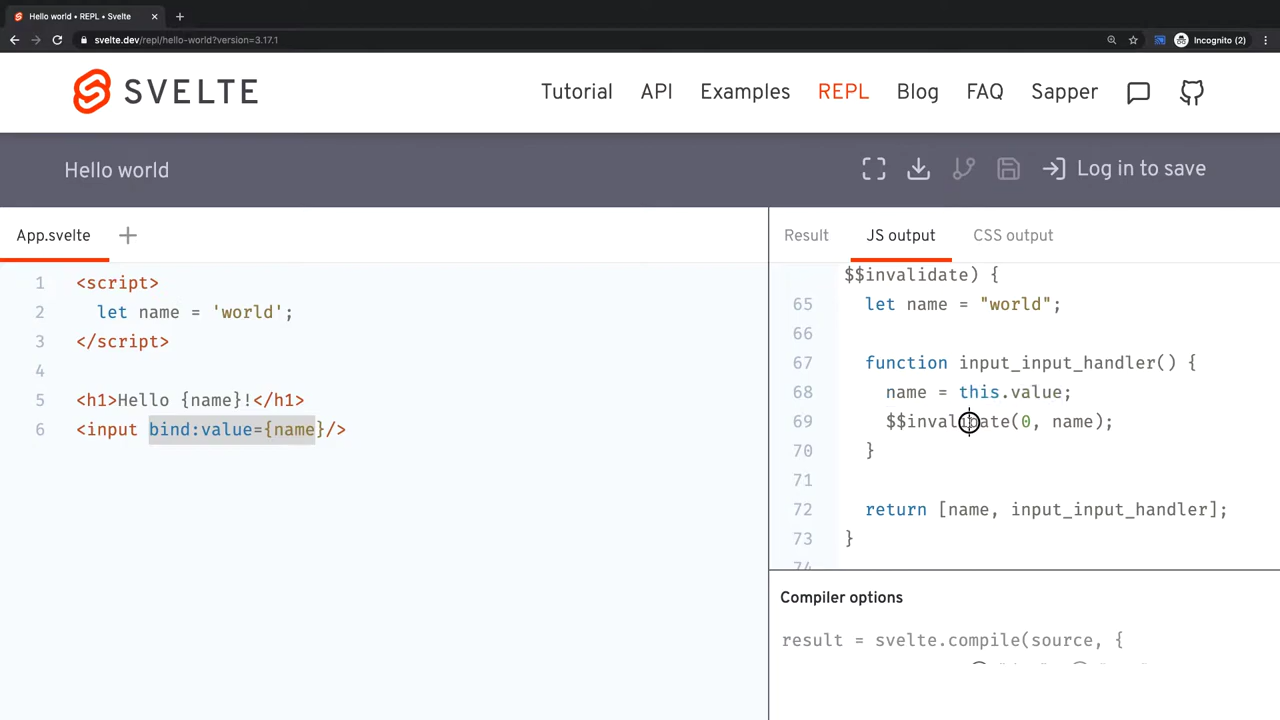 Hello world • REPL • Svelte
svelte.dev/repl/hello-world?version=3.17.1
Incognito (2)
SVELTE
Tutorial API Examples REPL Blog FAQ Sapper
Hello world
Log in to save
App.svelte
1 <script>
2 let name = 'world';
3 </script>
4
5 <h1>Hello {name}!</h1>
6 <input bind:value={name}/>
Result JS output CSS output
$$invalidate) {
65 let name = "world";
66
67 function input_input_handler() {
68 name = this.value;
69 $$invalidate(0, name);
70 }
71
72 return [name, input_input_handler];
73 }
74
Compiler options
result = svelte.compile(source, {